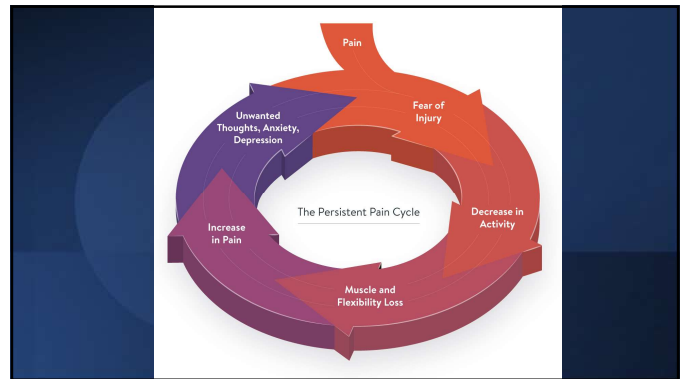 Pain
Fear of
Injury
Decrease in
Activity
Muscle and
Flexibility Loss
Increase
in Pain
Unwanted
Thoughts, Anxiety,
Depression
The Persistent Pain Cycle